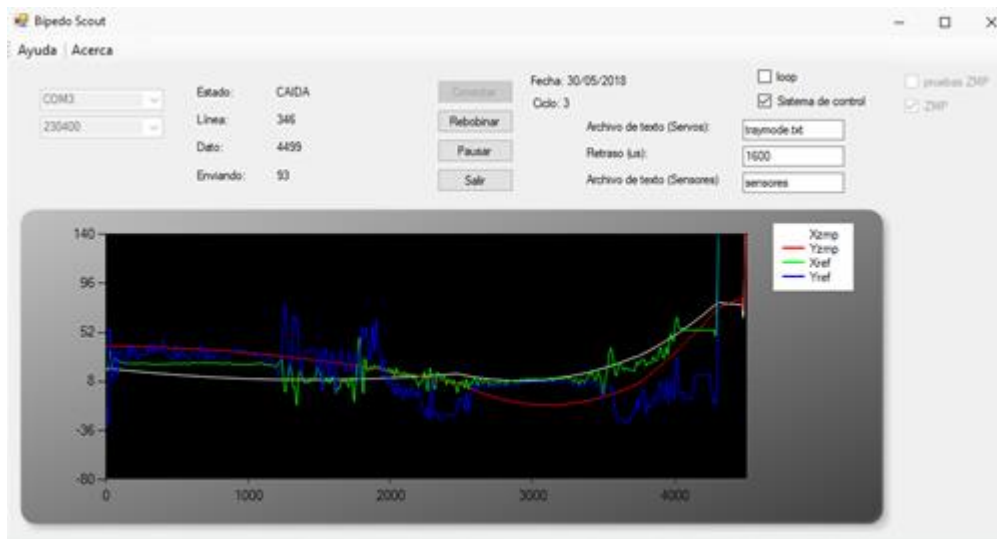 Bipedo Scout
Ayuda Acerca
COM3
230400
Estado: CAIDA
Línea: 346
Dato: 4499
Enviando: 93
Conectar
Rebobinar
Pausar
Salir
Fecha: 30/05/2018
Ciclo: 3
Archivo de texto (Servos): traymode.txt
Retraso (us): 1600
Archivo de texto (Sensores) sensores
loop
Sistema de control
pruebas ZMP
ZMP
140
96
52
8
-36
-80
0 1000 2000 3000 4000
Xzmp
Yzmp
Xref
Yref